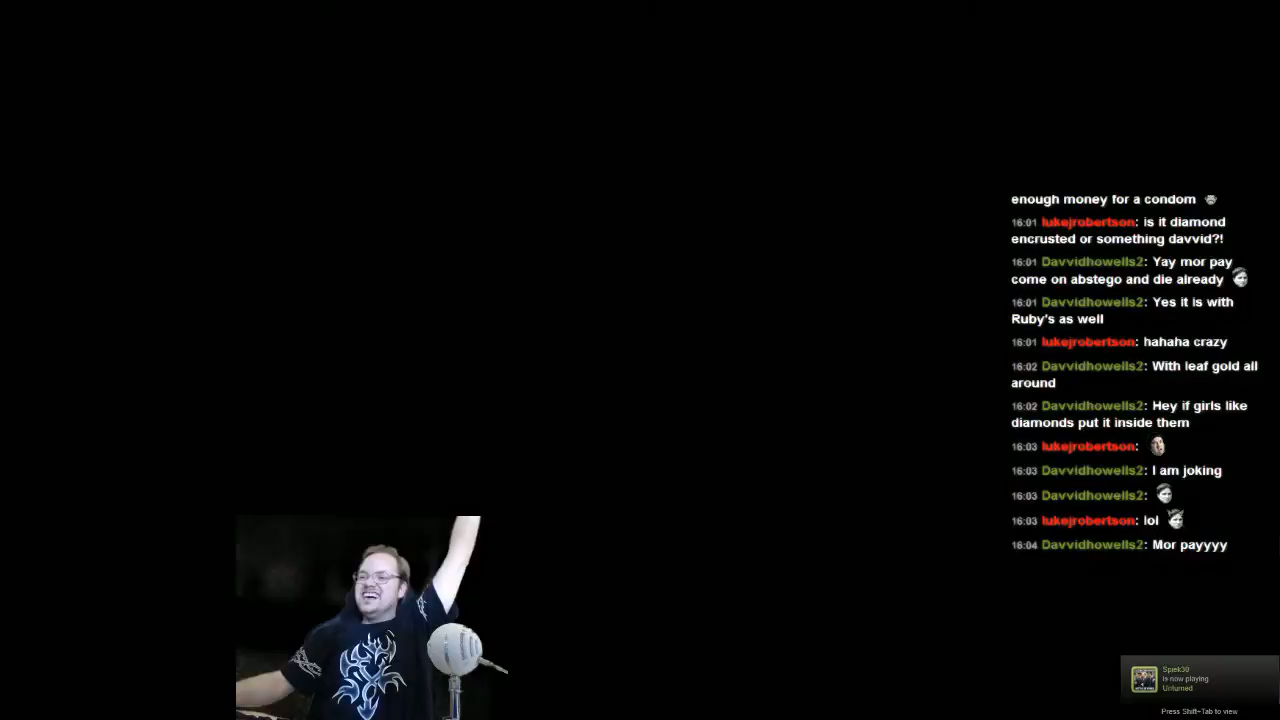 enough money for a condom
16:01 lukejrobertson: is it diamond
encrusted or something davvid?!
16:01 Davvidhowells2: Yay mor pay
come on abstego and die already
16:01 Davvidhowells2: Yes it is with
Ruby's as well
16:01 lukejrobertson: hahaha crazy
16:02 Davvidhowells2: With leaf gold all
around
16:02 Davvidhowells2: Hey if girls like
diamonds put it inside them
16:03 lukejrobertson:
16:03 Davvidhowells2: I am joking
16:03 Davvidhowells2:
16:03 lukejrobertson: lol
16:04 Davvidhowells2: Mor payyyy
Spiek30
is now playing
Unturned
Press Shift+Tab to view